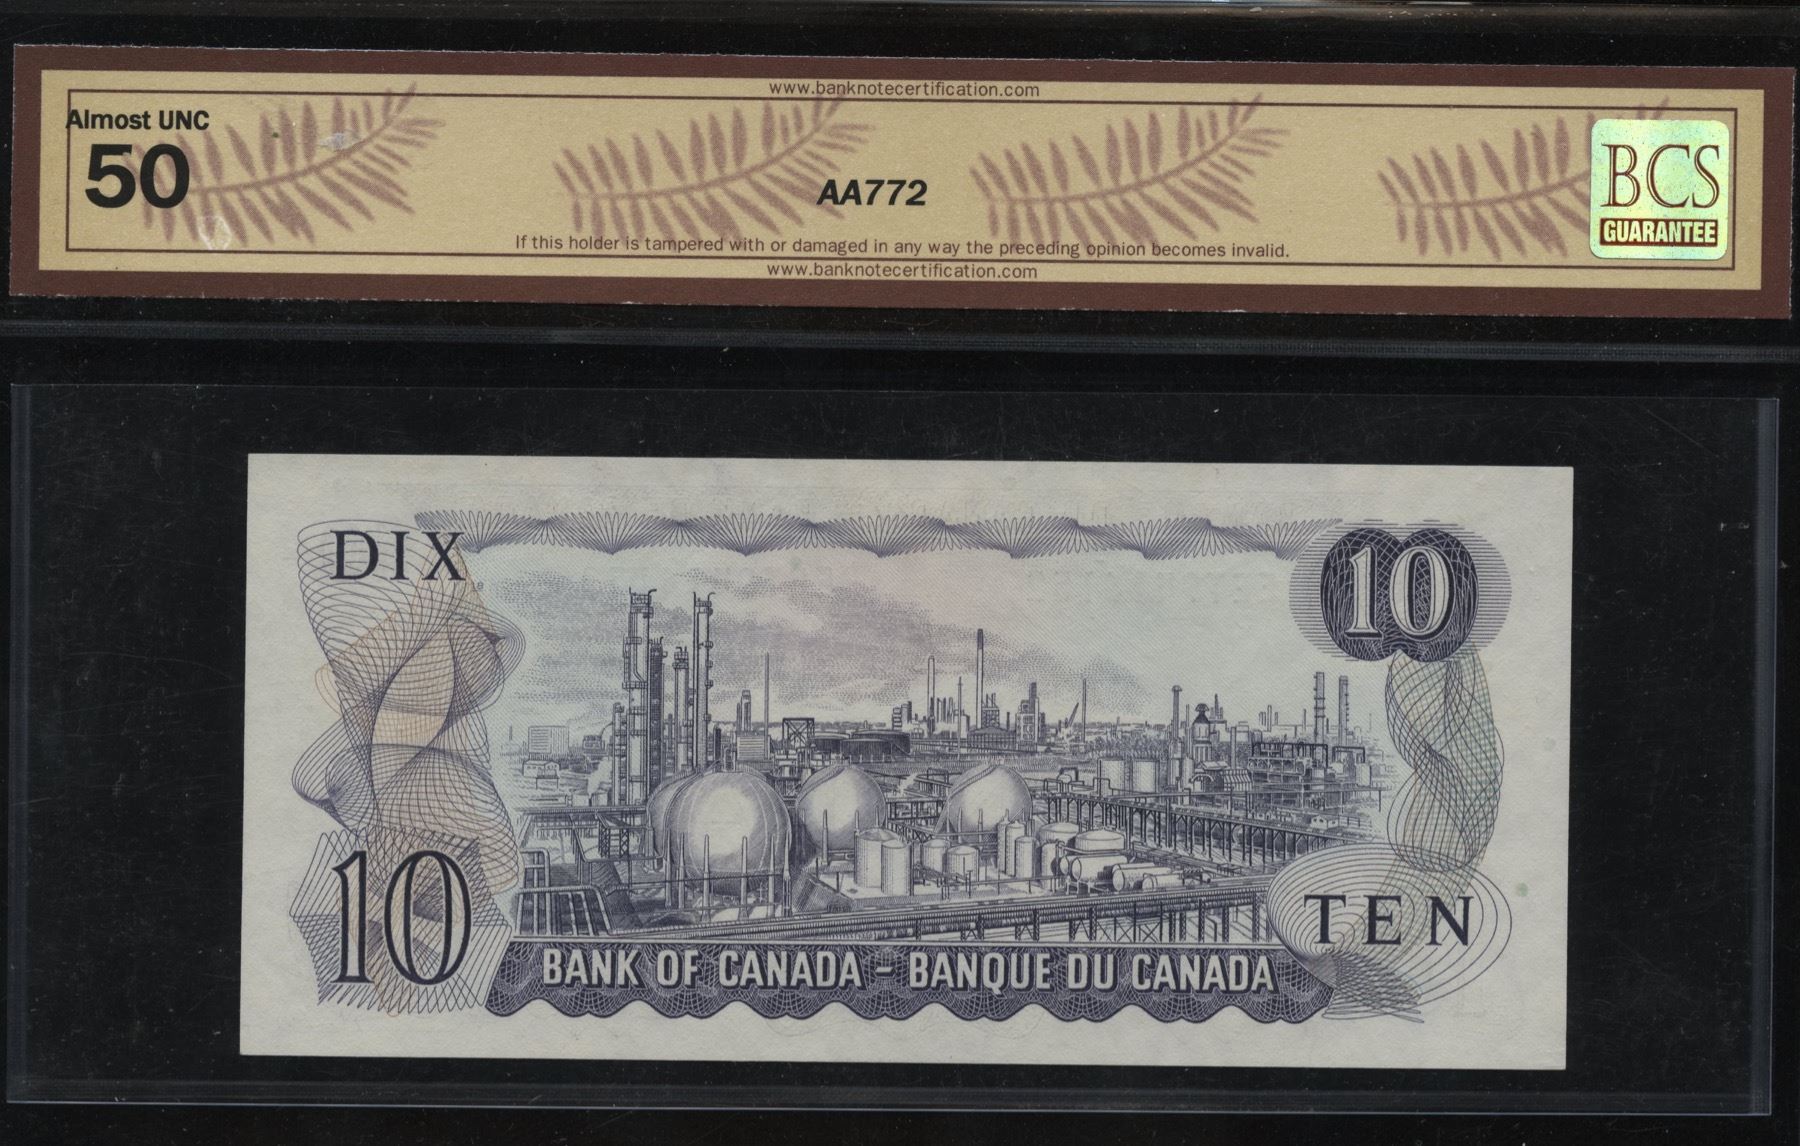 www.banknotecertification.com
Almost UNC
50
AA772
BCS
GUARANTEE
If this holder is tampered with or damaged in any way the preceding opinion becomes invalid.
www.banknotecertification.com
DIX
10
10
TEN
BANK OF CANADA – BANQUE DU CANADA